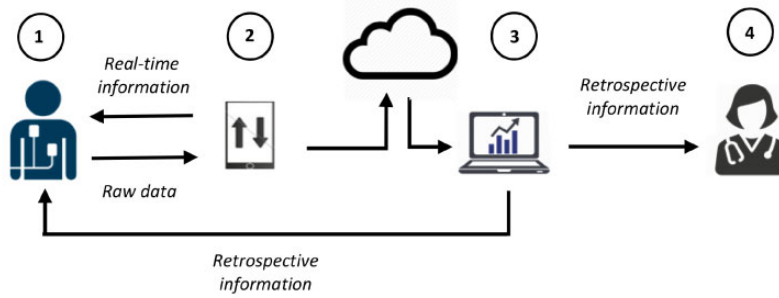 1
2
3
4
Real-time
information
Raw data
Retrospective
information
Retrospective
information